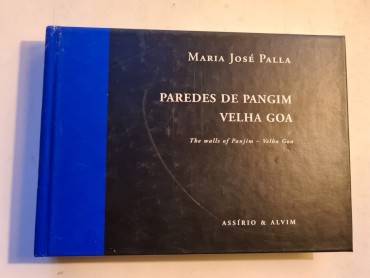 MARIA JOSÉ PALLA
PAREDES DE PANGIM
VELHA GOA
The walls of Panjim – Velha Goa
ASSÍRIO & ALVIM